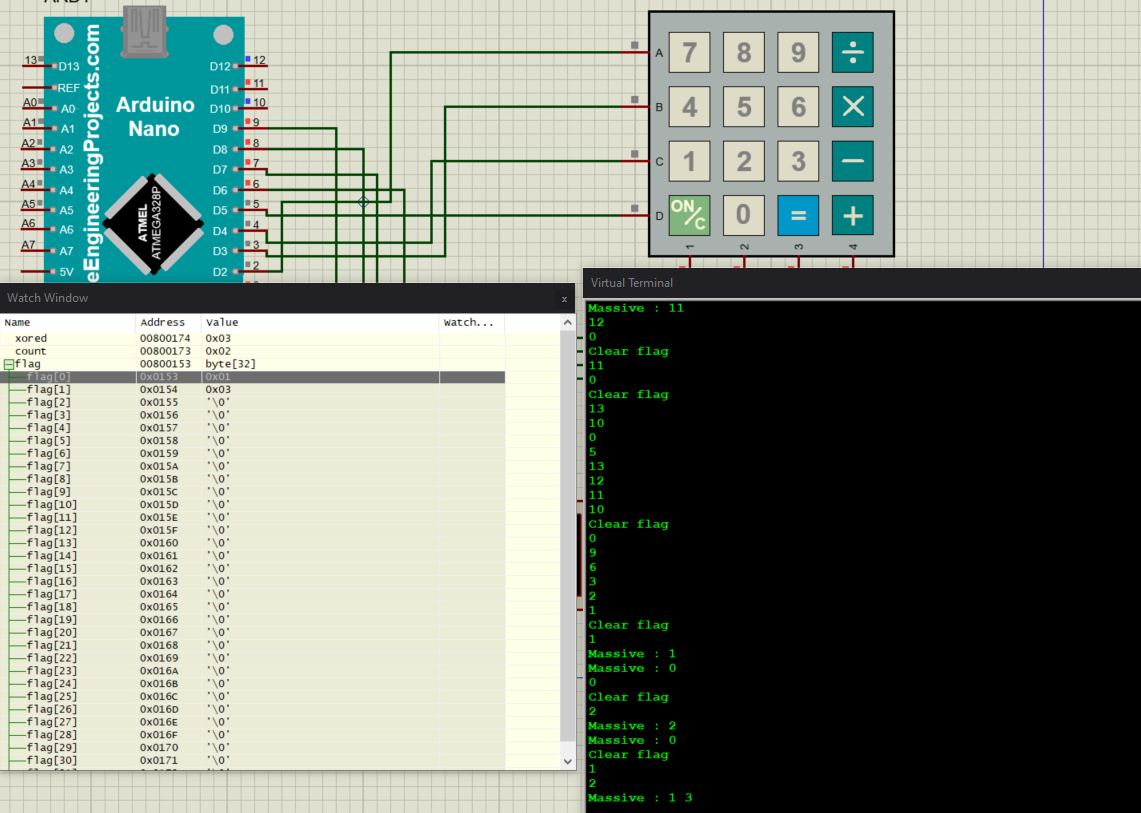 13 D13
REF
A0 A0
A1 A1
A2 A2
A3 A3
A4 A4
A5 A5
A6 A6
A7 A7
5V
eEngineeringProjects.com
Arduino
Nano
ATMEL
ATMEGA328P
D12 12
D11 11
D10 10
D9 9
D8 8
D7 7
D6 6
D5 5
D4 4
D3 3
D2 2
A 7 8 9 ÷
B 4 5 6 ×
C 1 2 3 −
D ON/C 0 = +
1 2 3 4
Watch Window x
Name Address Value Watch...
xored 00800174 0x03
count 00800173 0x02
flag 00800153 byte[32]
flag[0] 0x0153 0x01
flag[1] 0x0154 0x03
flag[2] 0x0155 '\0'
flag[3] 0x0156 '\0'
flag[4] 0x0157 '\0'
flag[5] 0x0158 '\0'
flag[6] 0x0159 '\0'
flag[7] 0x015A '\0'
flag[8] 0x015B '\0'
flag[9] 0x015C '\0'
flag[10] 0x015D '\0'
flag[11] 0x015E '\0'
flag[12] 0x015F '\0'
flag[13] 0x0160 '\0'
flag[14] 0x0161 '\0'
flag[15] 0x0162 '\0'
flag[16] 0x0163 '\0'
flag[17] 0x0164 '\0'
flag[18] 0x0165 '\0'
flag[19] 0x0166 '\0'
flag[20] 0x0167 '\0'
flag[21] 0x0168 '\0'
flag[22] 0x0169 '\0'
flag[23] 0x016A '\0'
flag[24] 0x016B '\0'
flag[25] 0x016C '\0'
flag[26] 0x016D '\0'
flag[27] 0x016E '\0'
flag[28] 0x016F '\0'
flag[29] 0x0170 '\0'
flag[30] 0x0171 '\0'
Virtual Terminal
Massive : 11
12
0
Clear flag
11
0
Clear flag
13
10
0
5
13
12
11
10
Clear flag
0
9
6
3
2
1
Clear flag
1
Massive : 1
Massive : 0
0
Clear flag
2
Massive : 2
Massive : 0
Clear flag
1
2
Massive : 1 3